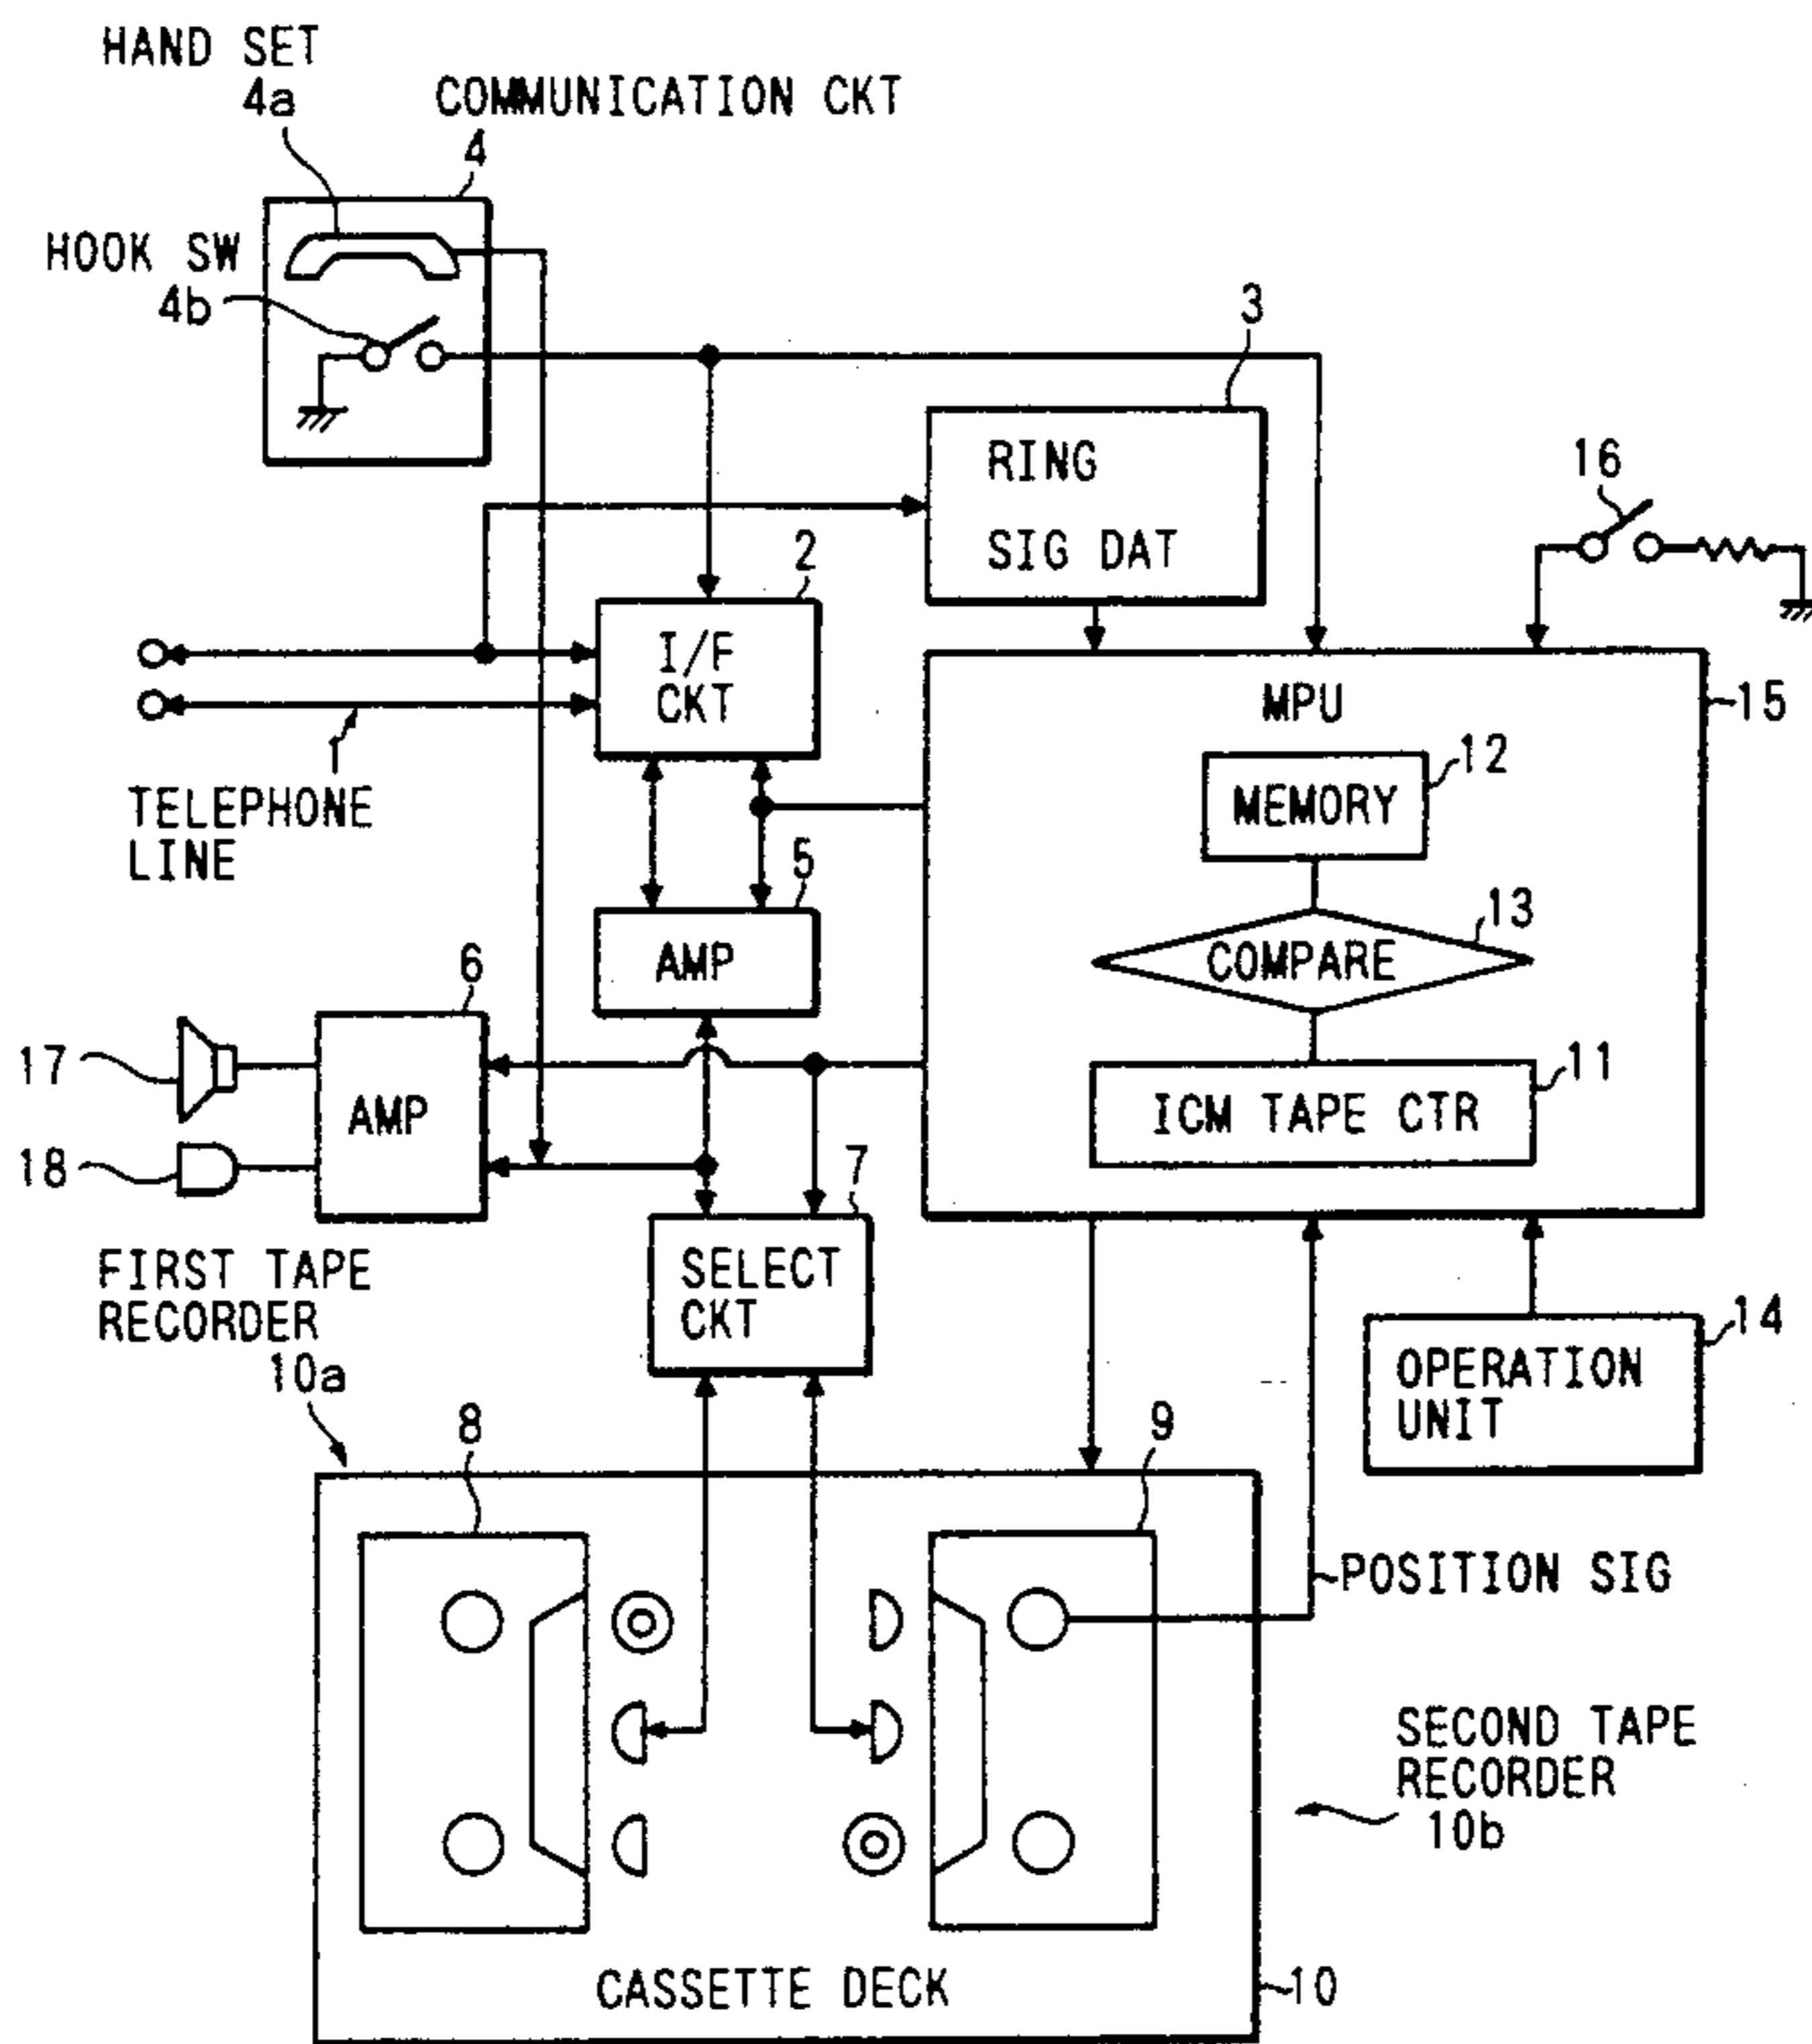 HAND SET
4a
COMMUNICATION CKT
4
HOOK SW
4b
3
RING
SIG DAT
16
2
I/F
CKT
1
TELEPHONE
LINE
MPU
15
12
MEMORY
13
COMPARE
11
ICM TAPE CTR
5
AMP
6
AMP
17
18
7
SELECT
CKT
14
OPERATION
UNIT
FIRST TAPE
RECORDER
10a
8
9
POSITION SIG
SECOND TAPE
RECORDER
10b
CASSETTE DECK
10